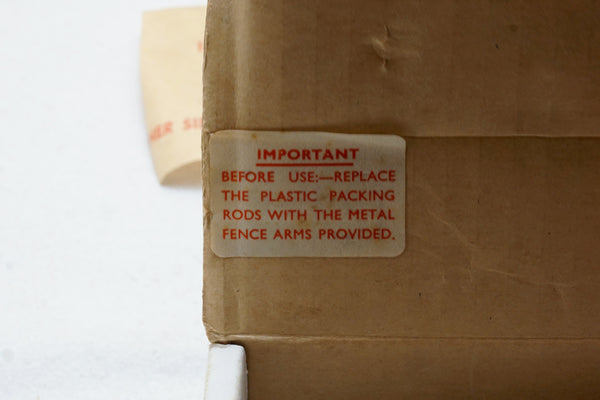 IMPORTANT
BEFORE USE:—REPLACE
THE PLASTIC PACKING
RODS WITH THE METAL
FENCE ARMS PROVIDED.